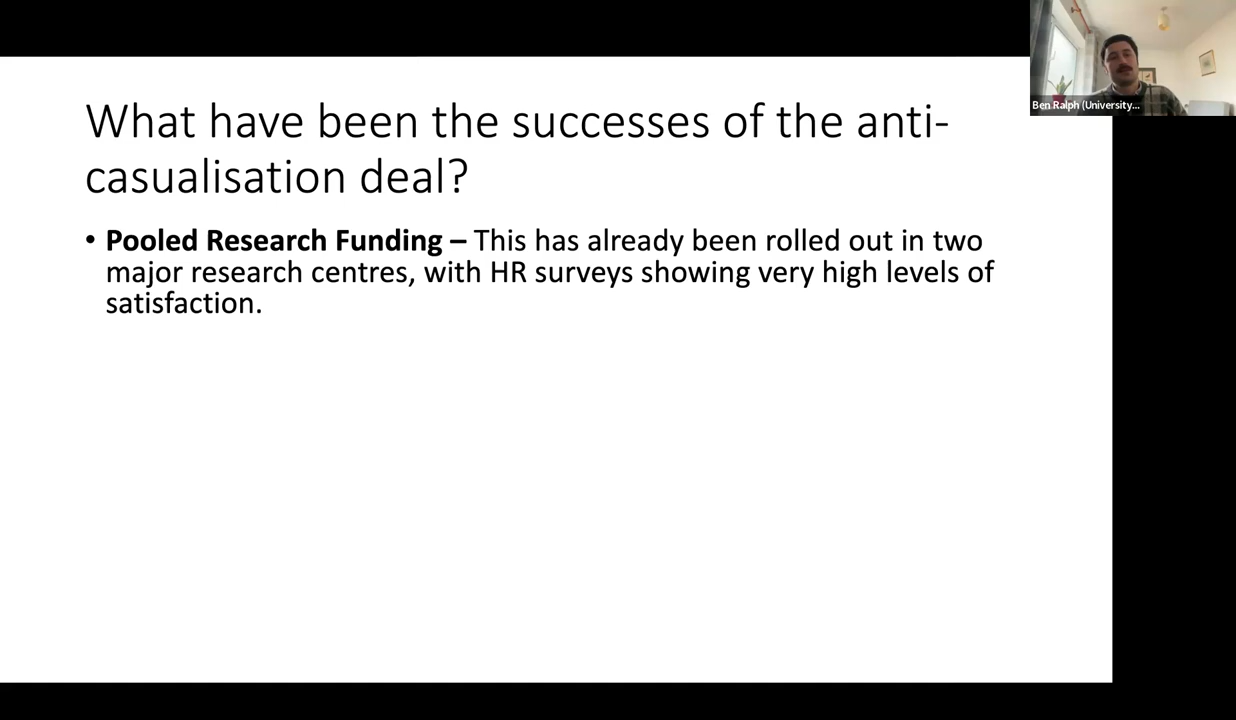 What have been the successes of the anti-
casualisation deal?
• Pooled Research Funding – This has already been rolled out in two
major research centres, with HR surveys showing very high levels of
satisfaction.
Ben Ralph (University...